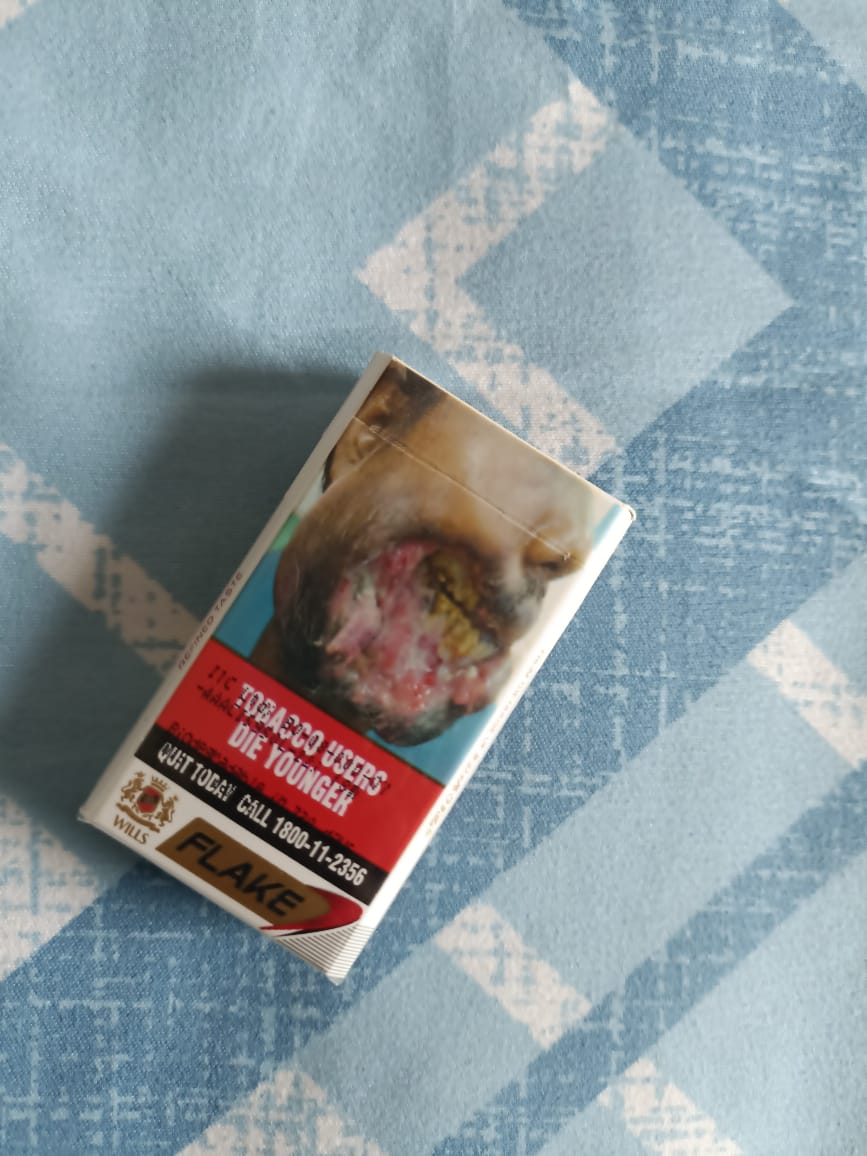 REFINED TASTE
TOBACCO USERS
DIE YOUNGER
QUIT TODAY CALL 1800-11-2356
WILLS
FLAKE